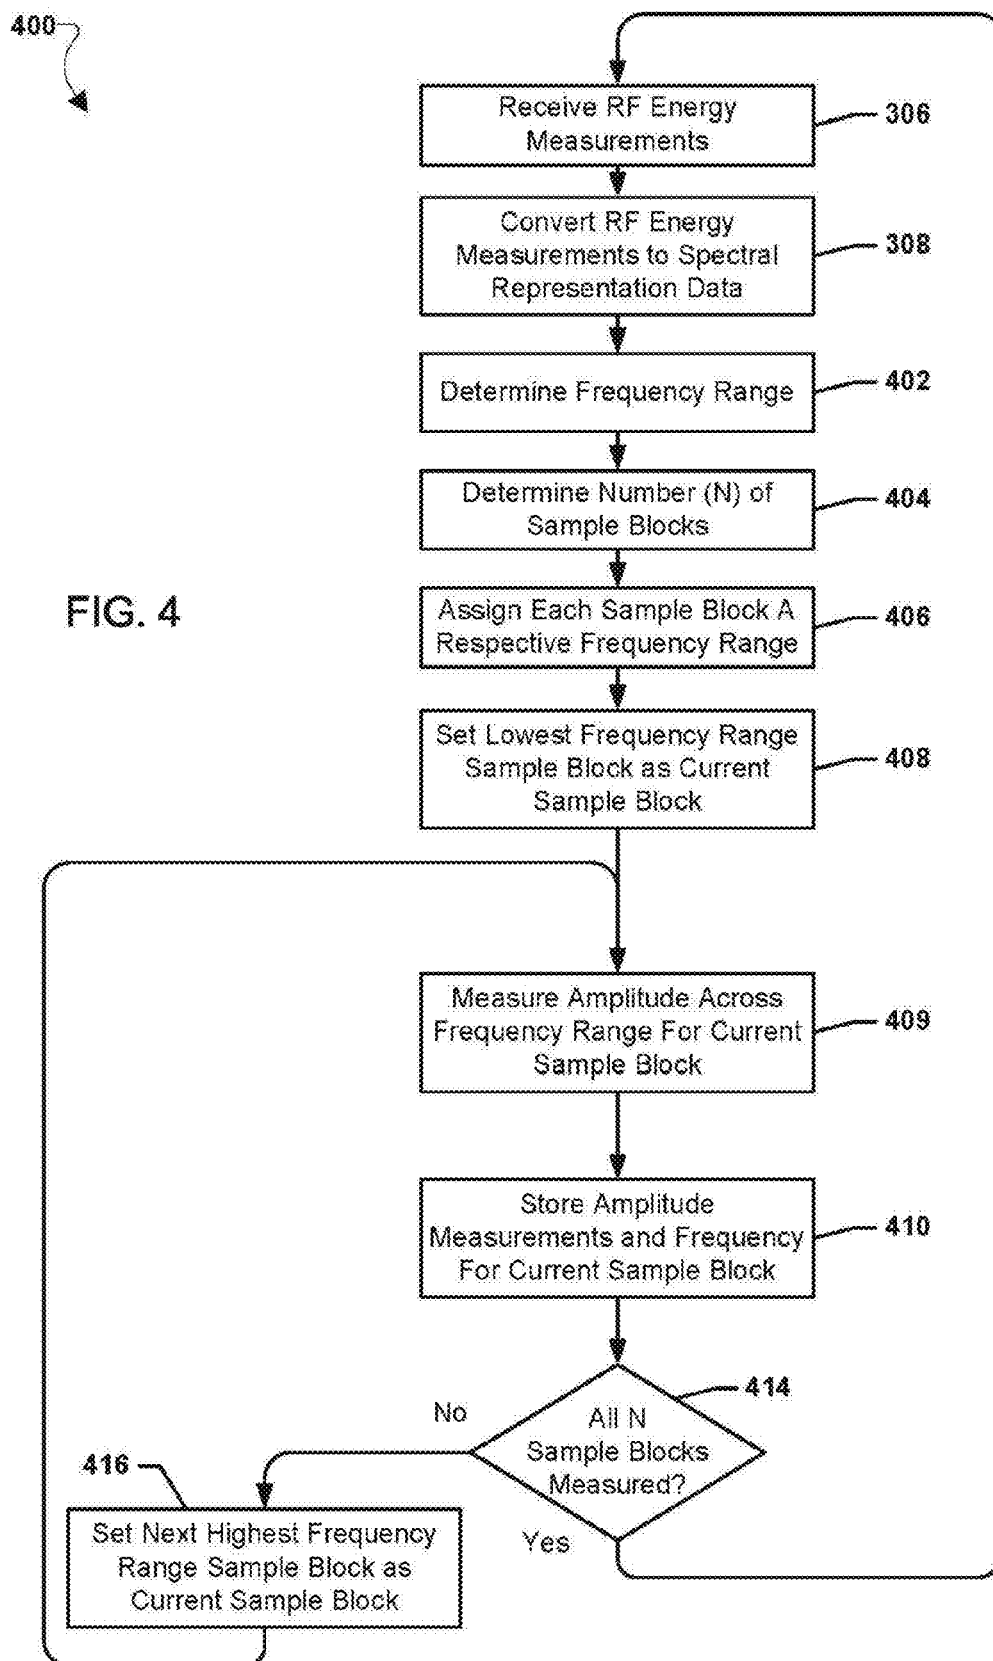 400
Receive RF Energy
Measurements
306
Convert RF Energy
Measurements to Spectral
Representation Data
308
Determine Frequency Range
402
Determine Number (N) of
Sample Blocks
404
FIG. 4
Assign Each Sample Block A
Respective Frequency Range
406
Set Lowest Frequency Range
Sample Block as Current
Sample Block
408
Measure Amplitude Across
Frequency Range For Current
Sample Block
409
Store Amplitude
Measurements and Frequency
For Current Sample Block
410
All N
Sample Blocks
Measured?
414
No
Yes
416
Set Next Highest Frequency
Range Sample Block as
Current Sample Block